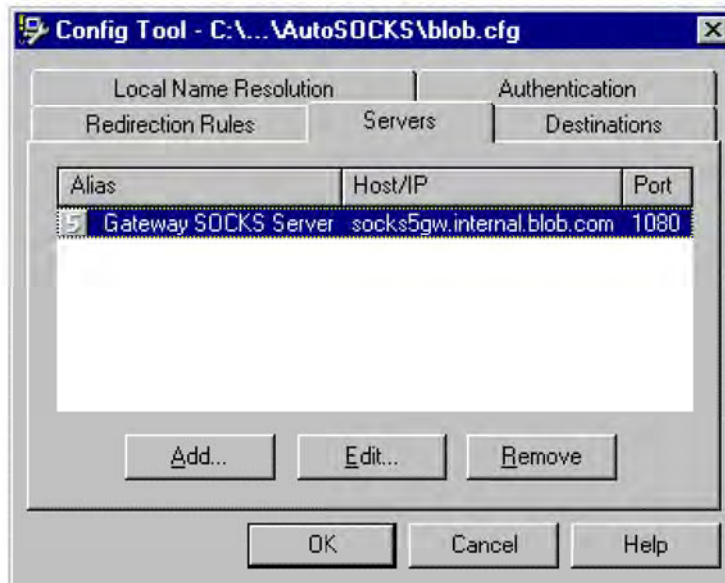 Config Tool - C:\...\AutoSOCKS\blob.cfg
Local Name Resolution Authentication
Redirection Rules Servers Destinations
Alias Host/IP Port
5 Gateway SOCKS Server socks5gw.internal.blob.com 1080
Add... Edit... Remove
OK Cancel Help